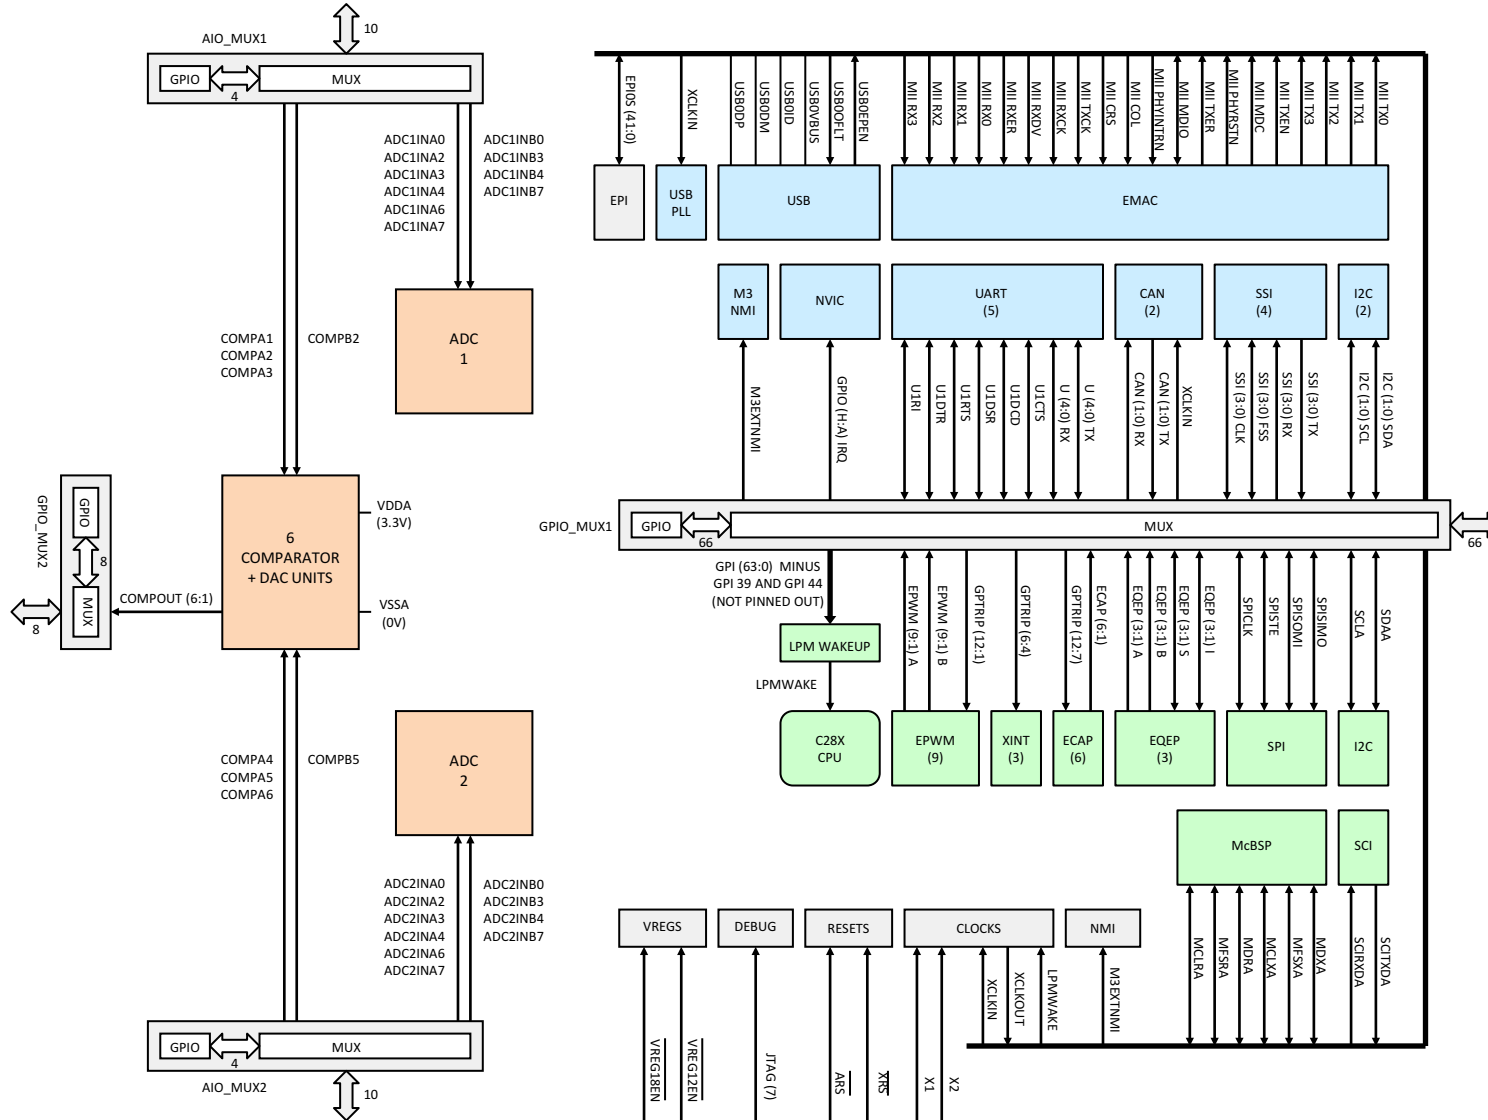 10
AIO_MUX1
GPIO
4
MUX
ADC1INA0
ADC1INA2
ADC1INA3
ADC1INA4
ADC1INA6
ADC1INA7
ADC1INB0
ADC1INB3
ADC1INB4
ADC1INB7
ADC
1
COMPA1
COMPA2
COMPA3
COMPB2
GPIO_MUX2
GPIO
8
MUX
8
COMPOUT (6:1)
6
COMPARATOR
+ DAC UNITS
VDDA
(3.3V)
VSSA
(0V)
COMPA4
COMPA5
COMPA6
COMPB5
ADC
2
ADC2INA0
ADC2INA2
ADC2INA3
ADC2INA4
ADC2INA6
ADC2INA7
ADC2INB0
ADC2INB3
ADC2INB4
ADC2INB7
GPIO
4
MUX
AIO_MUX2
10
EPI0S (41:0)
XCLKIN
USB0DP
USB0DM
USB0ID
USB0VBUS
USB0OFLT
USB0EPEN
MII RX3
MII RX2
MII RX1
MII RX0
MII RXER
MII RXDV
MII RXCK
MII TXCK
MII CRS
MII COL
MII PHYINTRN
MII MDIO
MII TXER
MII PHYRSTN
MII MDC
MII TXEN
MII TX3
MII TX2
MII TX1
MII TX0
EPI
USB
PLL
USB
EMAC
M3
NMI
NVIC
UART
(5)
CAN
(2)
SSI
(4)
I2C
(2)
M3EXTNMI
GPIO (H:A) IRQ
U1RI
U1DTR
U1RTS
U1DSR
U1DCD
U1CTS
U (4:0) RX
U (4:0) TX
CAN (1:0) RX
CAN (1:0) TX
XCLKIN
SSI (3:0) CLK
SSI (3:0) FSS
SSI (3:0) RX
SSI (3:0) TX
I2C (1:0) SCL
I2C (1:0) SDA
GPIO_MUX1
GPIO
66
MUX
66
GPI (63:0) MINUS
GPI 39 AND GPI 44
(NOT PINNED OUT)
LPM WAKEUP
LPMWAKE
C28X
CPU
EPWM (9:1) A
EPWM (9:1) B
GPTRIP (12:1)
GPTRIP (6:4)
GPTRIP (12:7)
ECAP (6:1)
EQEP (3:1) A
EQEP (3:1) B
EQEP (3:1) S
EQEP (3:1) I
SPICLK
SPISTE
SPISOMI
SPISIMO
SCLA
SDAA
EPWM
(9)
XINT
(3)
ECAP
(6)
EQEP
(3)
SPI
I2C
McBSP
SCI
MCLRA
MFSRA
MDRA
MCLXA
MFSXA
MDXA
SCIRXDA
SCITXDA
VREGS
DEBUG
RESETS
CLOCKS
NMI
VREG18EN
VREG12EN
JTAG (7)
ARS
XRS
X1
X2
XCLKIN
XCLKOUT
LPMWAKE
M3EXTNMI